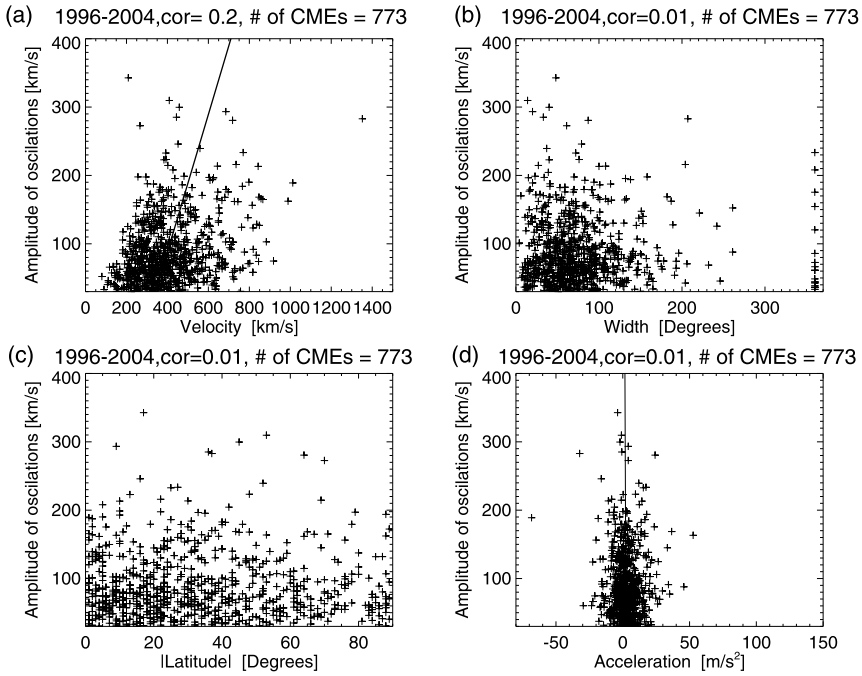 (a) 1996-2004,cor= 0.2, # of CMEs = 773
Amplitude of oscilations [km/s]
400
300
200
100
0 200 400 600 800 1000 1200 1400
Velocity [km/s]
(b) 1996-2004,cor=0.01, # of CMEs = 773
Amplitude of oscilations [km/s]
400
300
200
100
0 100 200 300
Width [Degrees]
(c) 1996-2004,cor=0.01, # of CMEs = 773
Amplitude of oscilations [km/s]
400
300
200
100
0 20 40 60 80
|Latitude| [Degrees]
(d) 1996-2004,cor=0.01, # of CMEs = 773
Amplitude of oscilations [km/s]
400
300
200
100
-50 0 50 100 150
Acceleration [m/s²]